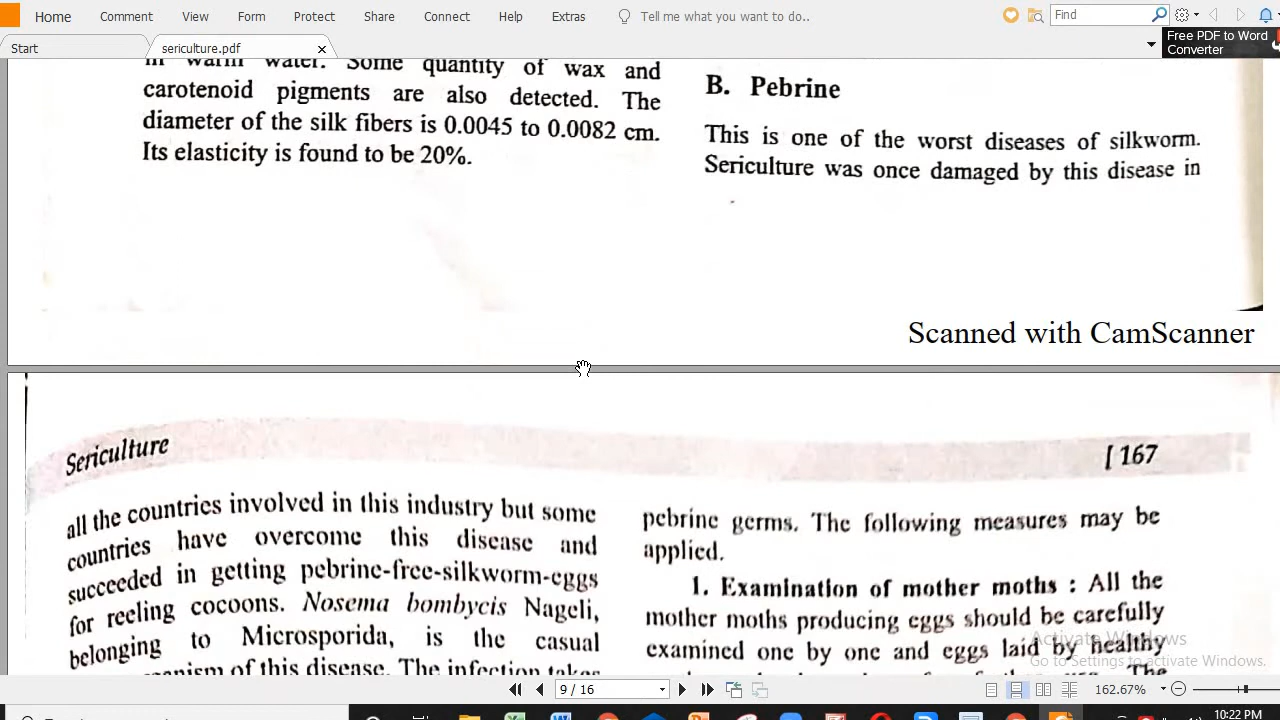 Home Comment View Form Protect Share Connect Help Extras Tell me what you want to do.. Find
Free PDF to Word
Converter
Start sericulture.pdf
in warm water. Some quantity of wax and
carotenoid pigments are also detected. The
diameter of the silk fibers is 0.0045 to 0.0082 cm.
Its elasticity is found to be 20%.
B. Pebrine
This is one of the worst diseases of silkworm.
Sericulture was once damaged by this disease in
Scanned with CamScanner
Sericulture
[ 167
all the countries involved in this industry but some
countries have overcome this disease and
succeeded in getting pebrine-free-silkworm-eggs
for reeling cocoons. Nosema bombycis Nageli,
belonging to Microsporida, is the casual
of this disease. The infection takes
pebrine germs. The following measures may be
applied.
1. Examination of mother moths : All the
mother moths producing eggs should be carefully
examined one by one and eggs laid by healthy
The
Activate Windows
Go to Settings to activate Windows.
9 / 16
162.67%
10:22 PM